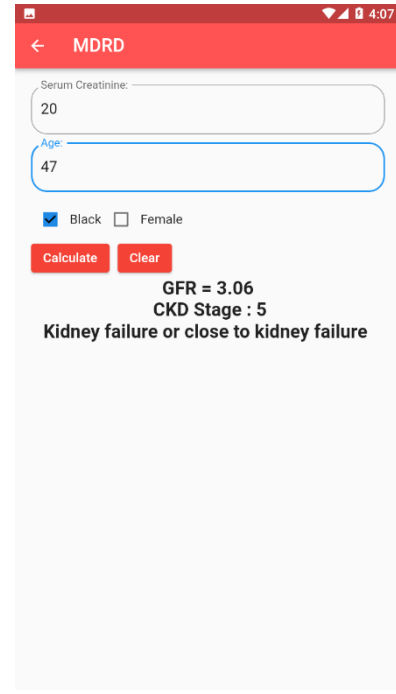 4:07
MDRD
Serum Creatinine:
20
Age:
47
Black Female
Calculate Clear
GFR = 3.06
CKD Stage : 5
Kidney failure or close to kidney failure